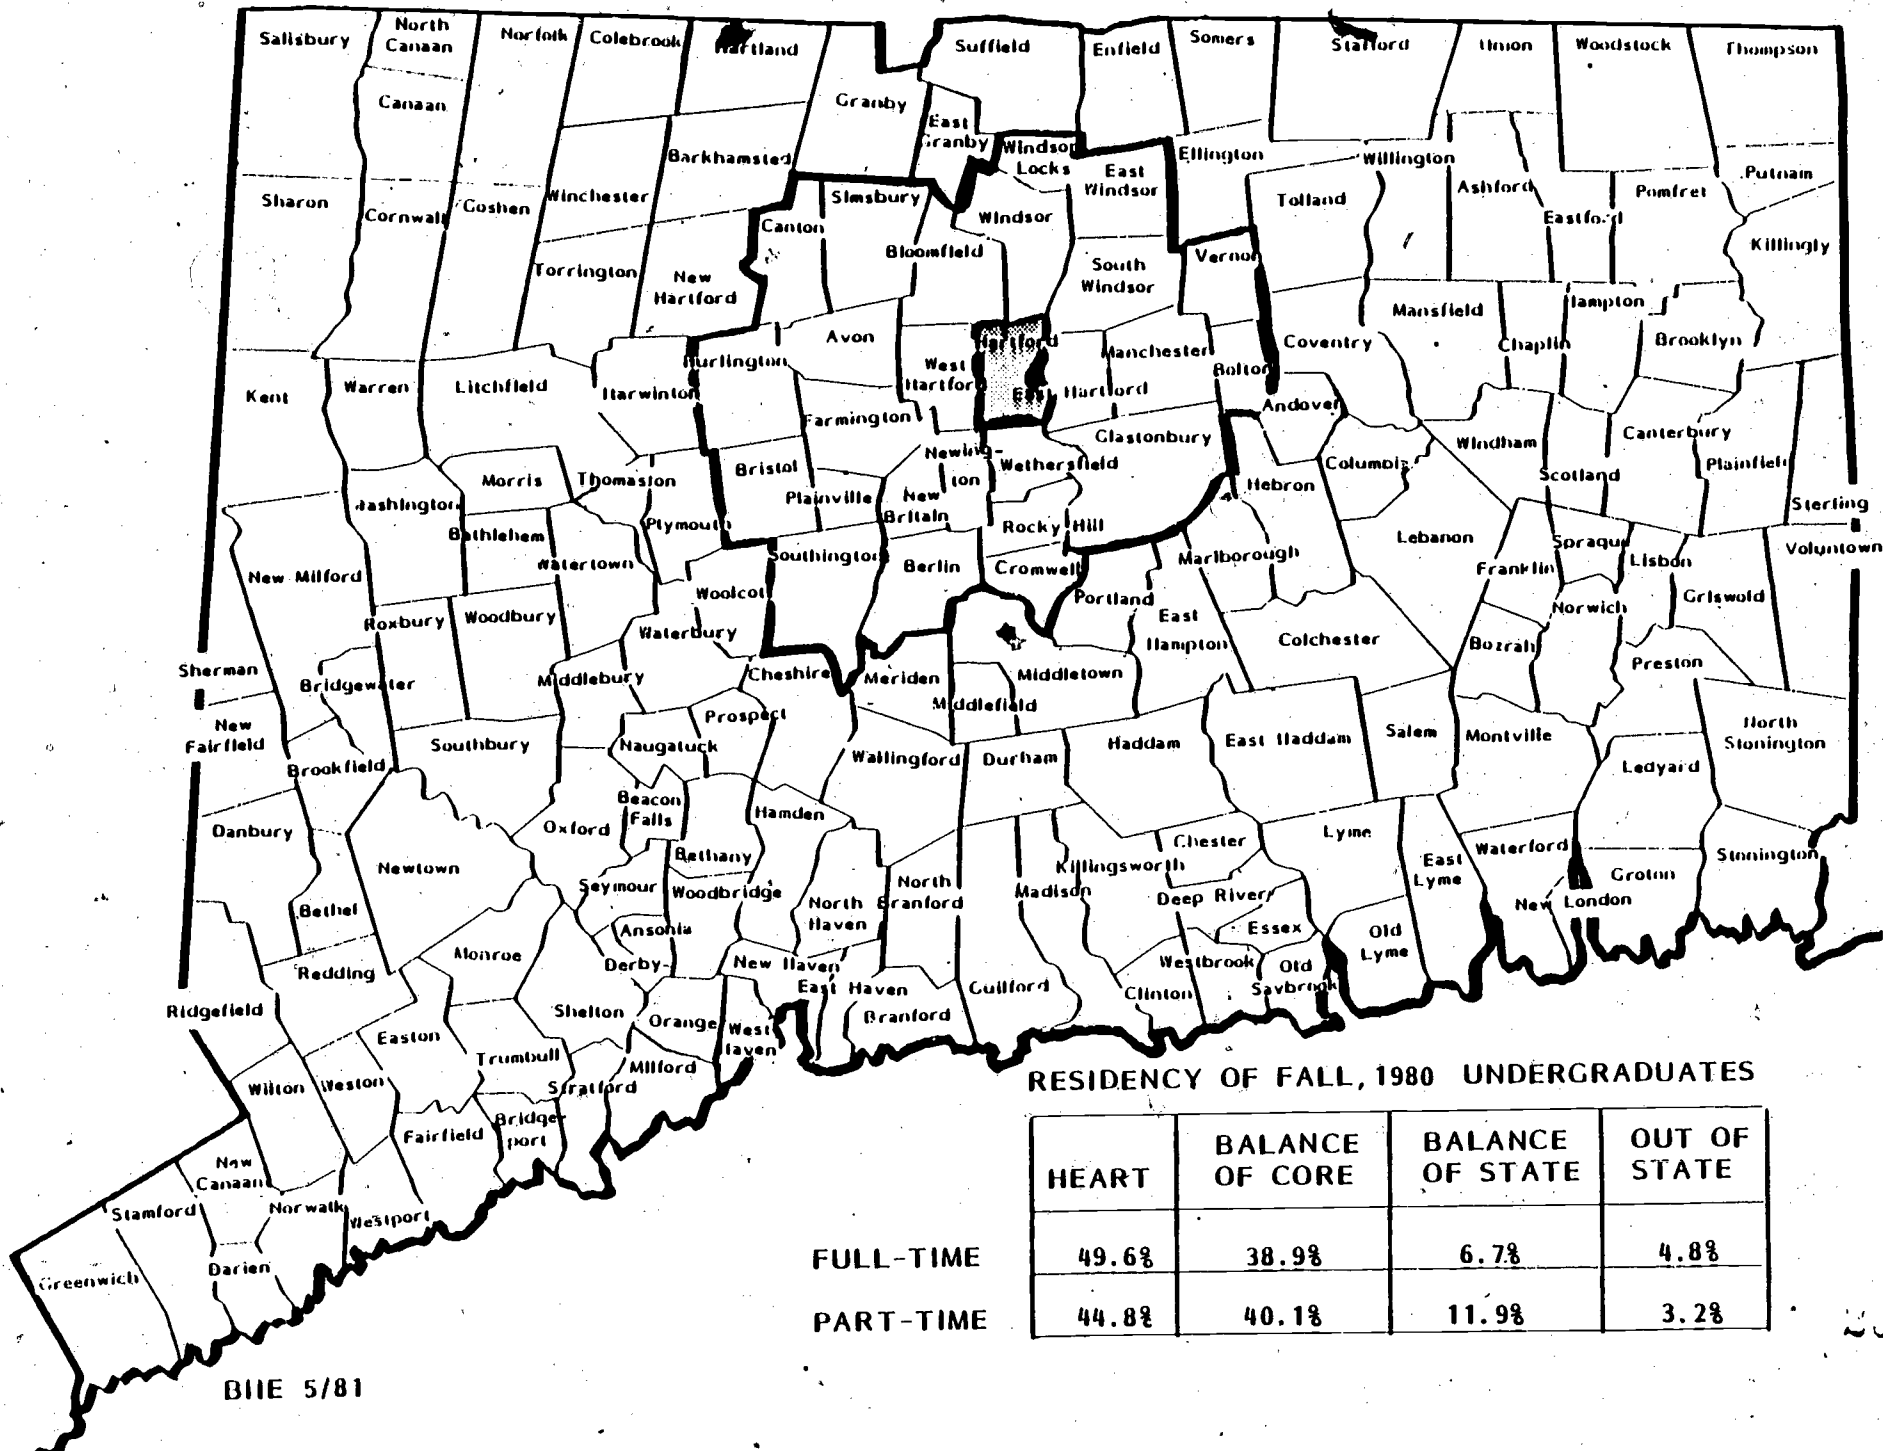 Salisbury
North
Canaan
Norfolk
Colebrook
Hartland
Suffield
Enfield
Somers
Stafford
Union
Woodstock
Thompson
Canaan
Granby
East
Granby
Windsor
Locks
East
Windsor
Ellington
Willington
Ashford
Pomfret
Putnam
Barkhamsted
Winchester
Sharon
Cornwall
Goshen
Simsbury
Canton
Windsor
Tolland
Eastford
Killingly
Bloomfield
Vernon
Torrington
New
Hartford
South
Windsor
Mansfield
Hampton
Avon
Hartford
Manchester
Coventry
Chaplin
Brooklyn
Burlington
West
Hartford
East Hartford
Bolton
Kent
Warren
Litchfield
Harwinton
Farmington
Andover
Glastonbury
Windham
Canterbury
Newing-
ton
Wethersfield
Columbia
Plainfield
Bristol
Morris
Thomaston
Plainville
New
Britain
Hebron
Scotland
Sterling
Washington
Plymouth
Rocky Hill
Bethlehem
Watertown
Southington
Berlin
Cromwell
Marlborough
Lebanon
Franklin
Sprague
Lisbon
Voluntown
New Milford
Woolcot
Portland
East
Hampton
Norwich
Griswold
Roxbury
Woodbury
Waterbury
Colchester
Bozrah
Preston
Sherman
Bridgewater
Middlebury
Cheshire
Meriden
Middletown
Middlefield
New
Fairfield
Prospect
Southbury
Naugatuck
Wallingford
Durham
Haddam
East Haddam
Salem
Montville
North
Stonington
Brookfield
Ledyard
Danbury
Beacon
Falls
Oxford
Hamden
Lyme
Chester
Newtown
Bethany
Killingsworth
East
Lyme
Waterford
Stonington
Seymour
Woodbridge
North
Branford
Madison
Deep River
Groton
New London
Bethel
North
Haven
Ansonia
Essex
Old
Lyme
Monroe
Derby
New Haven
Westbrook
Old
Saybrook
Redding
East Haven
Guilford
Clinton
Ridgefield
Shelton
Orange
West
Haven
Branford
Easton
Trumbull
Milford
Stratford
Wilton
Weston
Fairfield
Bridge-
port
New
Canaan
Stamford
Norwalk
Westport
Darien
Greenwich
RESIDENCY OF FALL, 1980 UNDERGRADUATES
HEART
BALANCE
OF CORE
BALANCE
OF STATE
OUT OF
STATE
FULL-TIME 49.6% 38.9% 6.7% 4.8%
PART-TIME 44.8% 40.1% 11.9% 3.2%
BHE 5/81